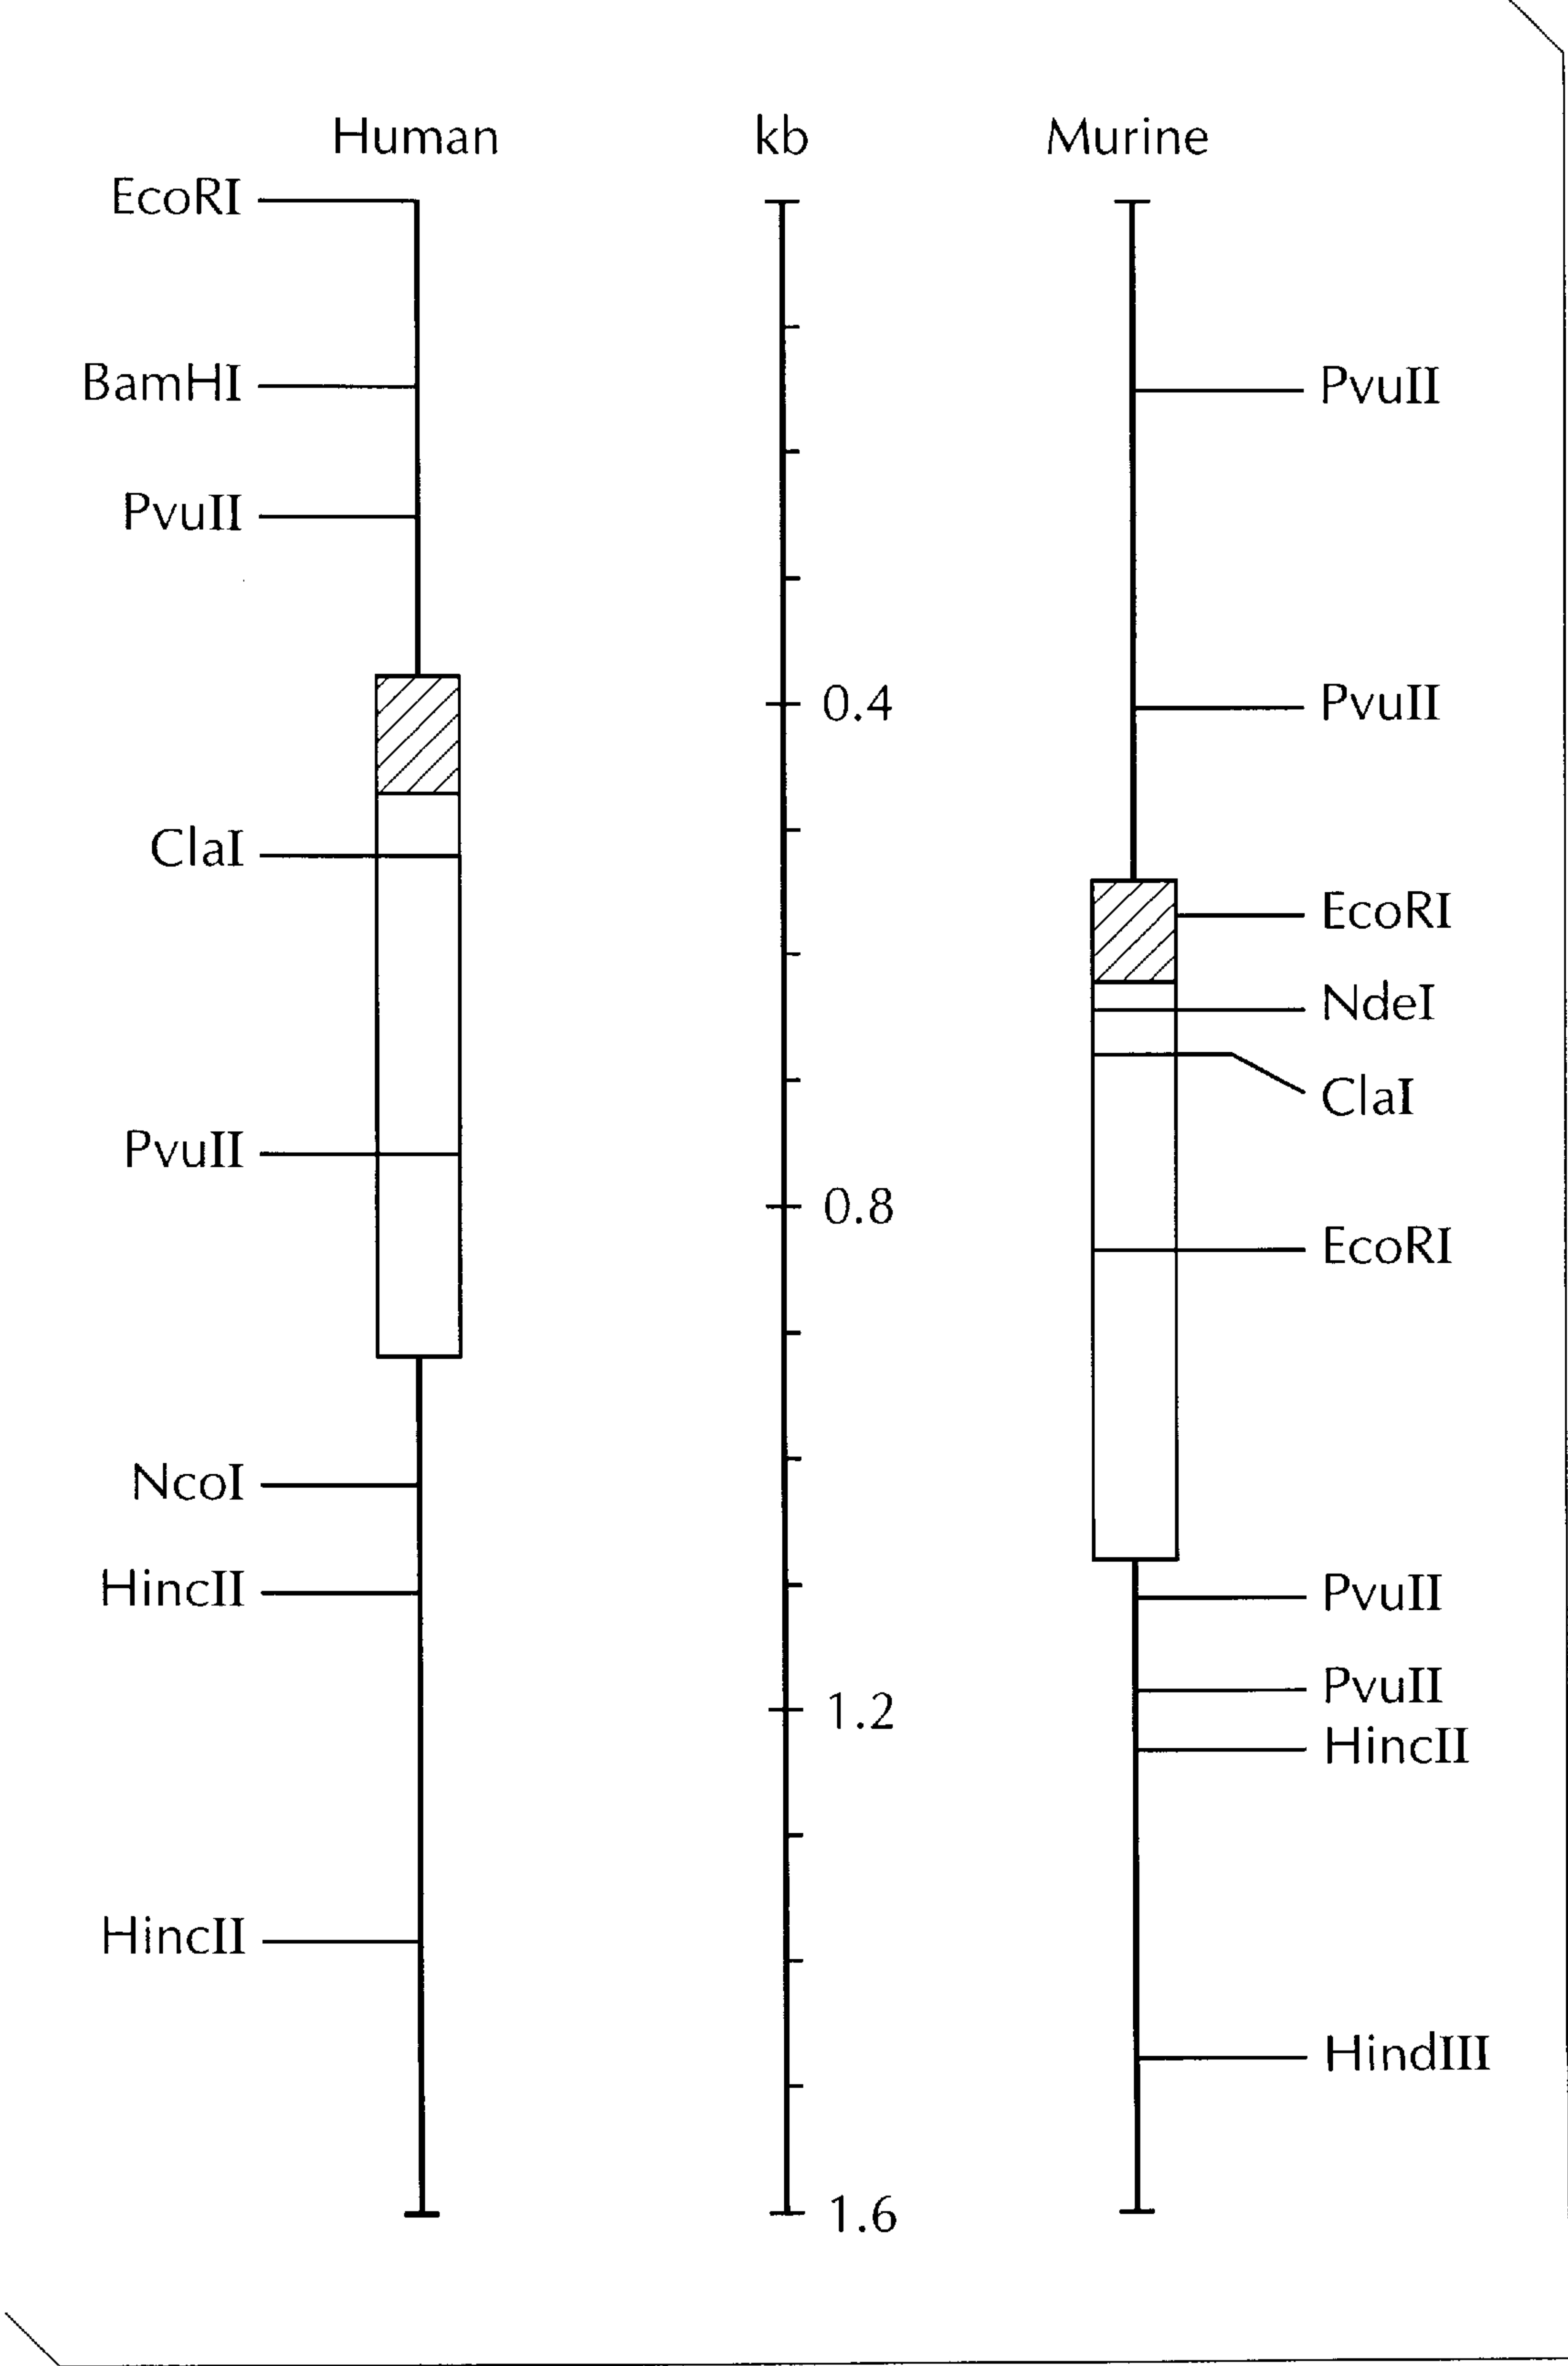 Human kb Murine
EcoRI
BamHI PvuII
PvuII
0.4 PvuII
ClaI
EcoRI
NdeI
ClaI
PvuII
0.8
EcoRI
NcoI
HincII PvuII
PvuII
1.2
HincII
HincII
HindIII
1.6